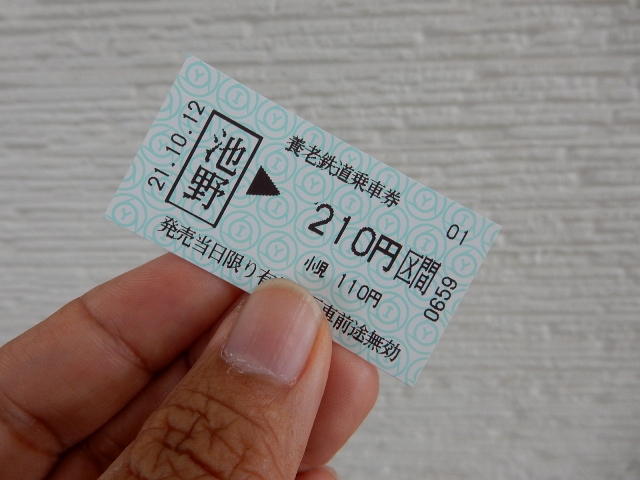 養老鉄道乗車券
01
21.10.12
池野
▶
210円区間
小児 110円
0659
発売当日限り有
車前途無効